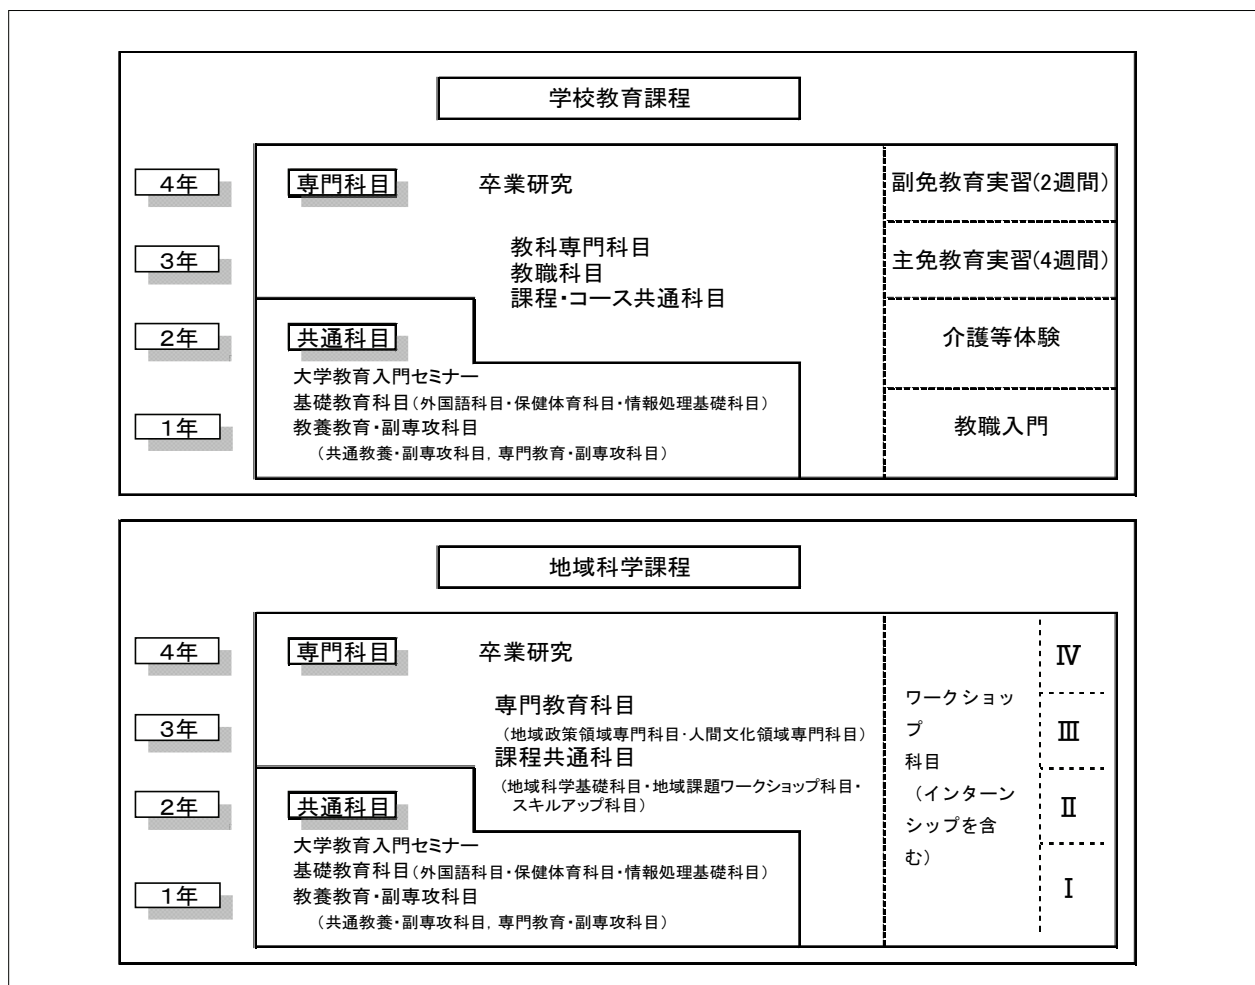 学校教育課程
4年
専門科目
卒業研究
副免教育実習(2週間)
3年
教科専門科目
教職科目
課程・コース共通科目
主免教育実習(4週間)
2年
共通科目
介護等体験
大学教育入門セミナー
基礎教育科目(外国語科目・保健体育科目・情報処理基礎科目)
1年
教養教育・副専攻科目
(共通教養・副専攻科目, 専門教育・副専攻科目)
教職入門
地域科学課程
4年
専門科目
卒業研究
3年
専門教育科目
(地域政策領域専門科目・人間文化領域専門科目)
課程共通科目
(地域科学基礎科目・地域課題ワークショップ科目・
スキルアップ科目)
2年
共通科目
大学教育入門セミナー
基礎教育科目(外国語科目・保健体育科目・情報処理基礎科目)
1年
教養教育・副専攻科目
(共通教養・副専攻科目, 専門教育・副専攻科目)
ワークショッ
プ
科目
(インターン
シップを含
む)
Ⅳ
Ⅲ
Ⅱ
Ⅰ